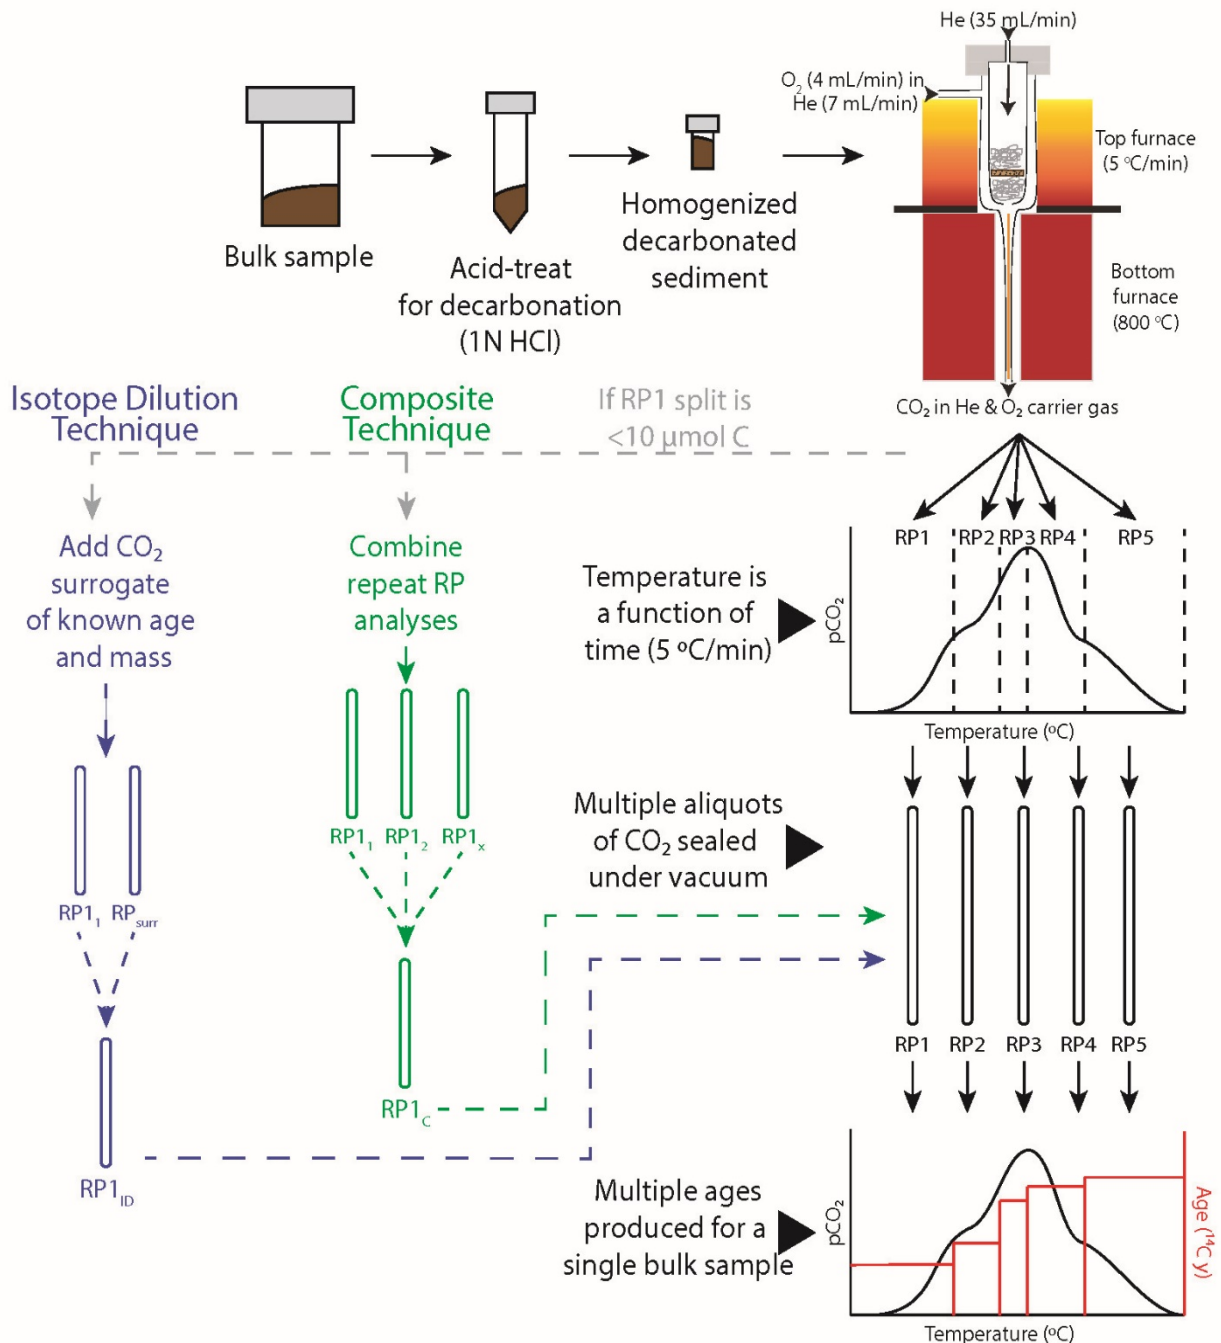 He (35 mL/min)
O₂ (4 mL/min) in
He (7 mL/min)
Top furnace
(5 ºC/min)
Bottom
furnace
(800 ºC)
CO₂ in He & O₂ carrier gas
Bulk sample
Acid-treat
for decarbonation
(1N HCl)
Homogenized
decarbonated
sediment
Isotope Dilution
Technique
Composite
Technique
If RP1 split is
<10 µmol C
Add CO₂
surrogate
of known age
and mass
Combine
repeat RP
analyses
RP1₁
RPsurr
RP1ID
RP1₁
RP1₂
RP1ₓ
RP1C
RP1
RP2
RP3
RP4
RP5
Temperature is
a function of
time (5 ºC/min)
pCO₂
Temperature (ºC)
Multiple aliquots
of CO₂ sealed
under vacuum
RP1
RP2
RP3
RP4
RP5
Multiple ages
produced for a
single bulk sample
pCO₂
Age (¹⁴C y)
Temperature (ºC)